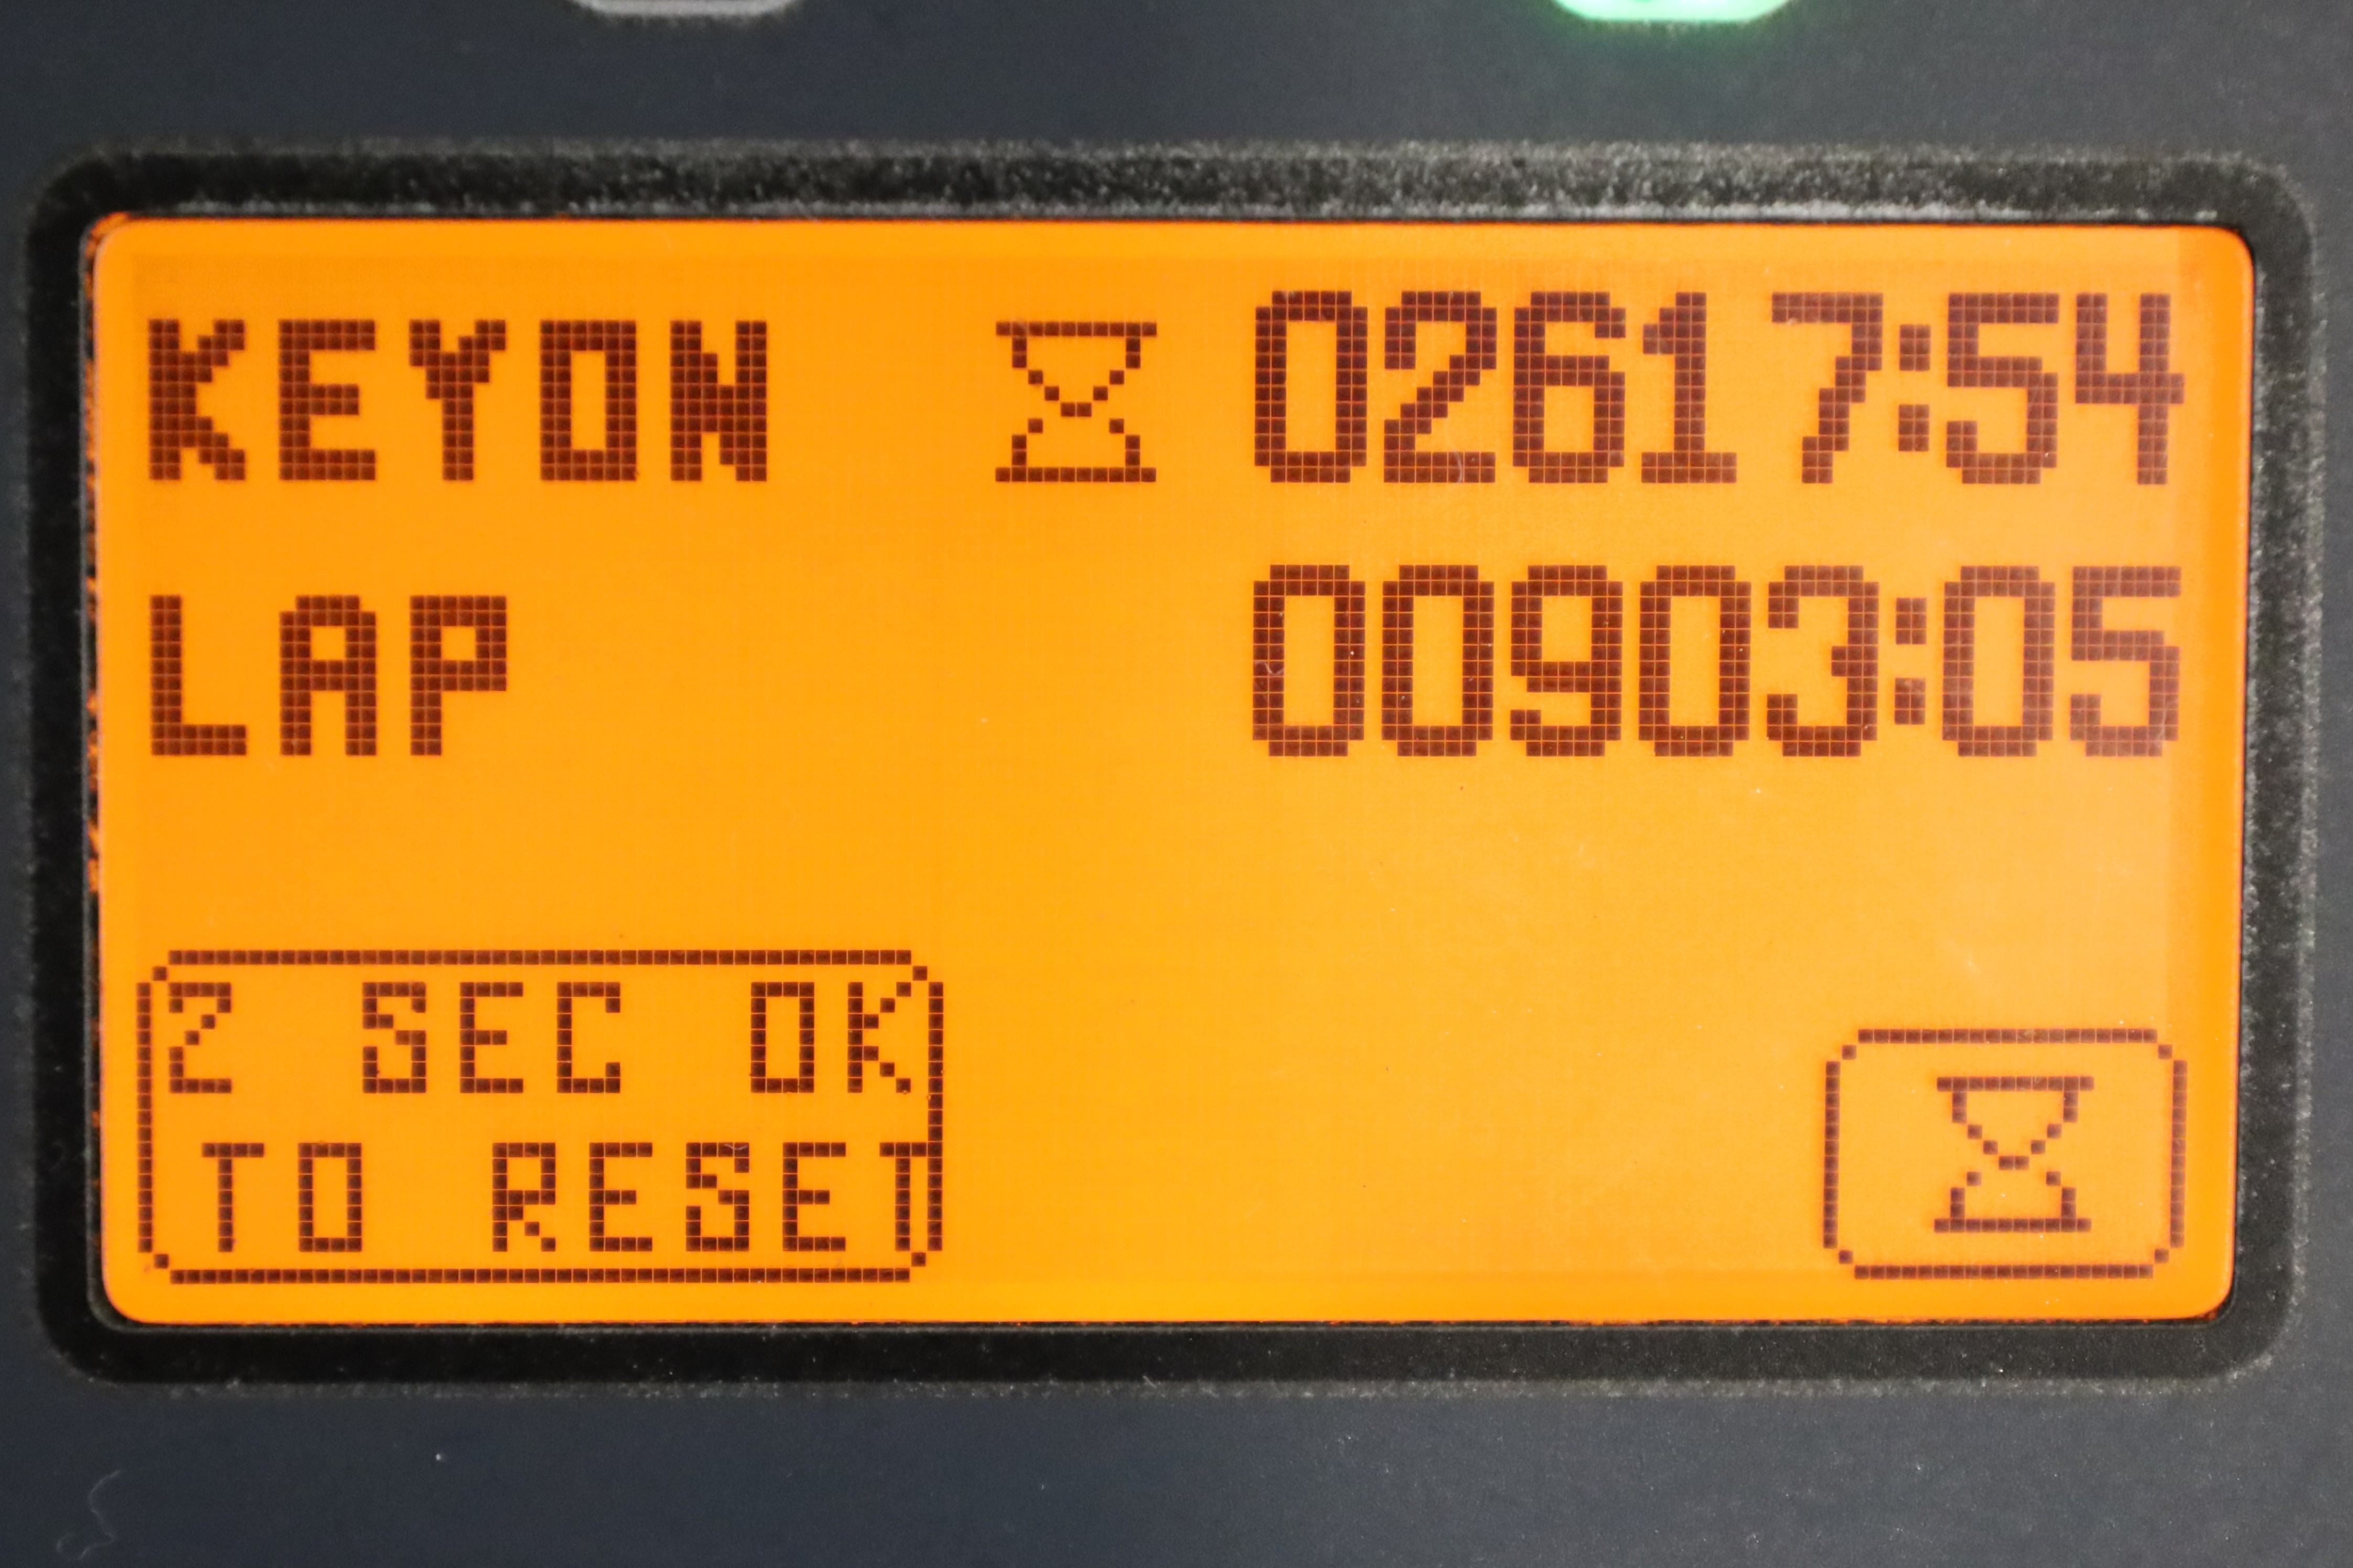 KEYON 02617:54
LAP 00903:05
2 SEC OK
TO RESET